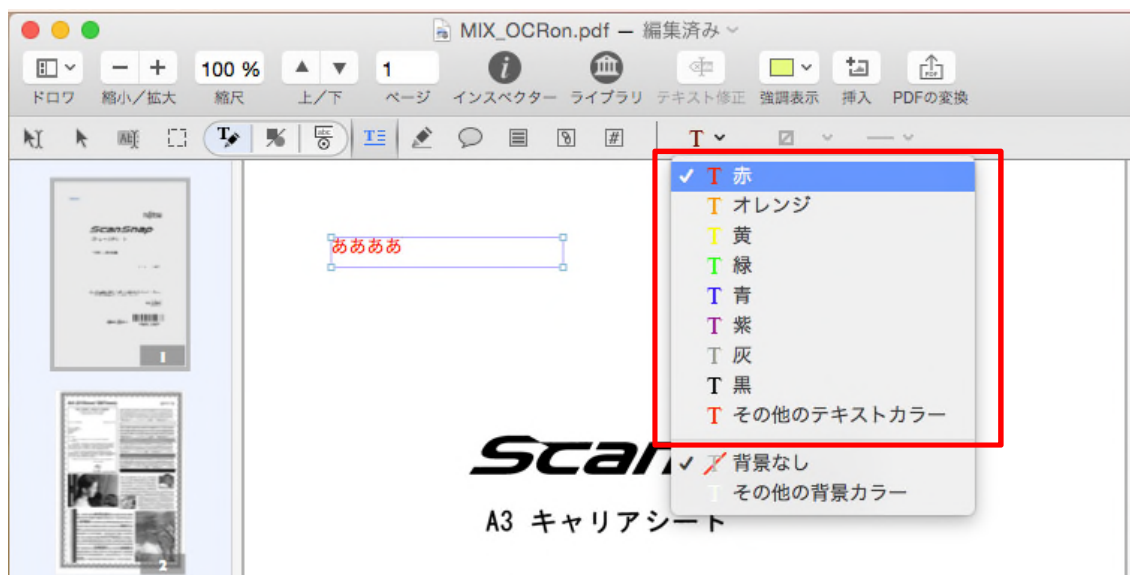 MIX_OCRon.pdf — 編集済み
100 %
1
ドロワ 縮小／拡大 縮尺 上/下 ページ インスペクター ライブラリ テキスト修正 強調表示 挿入 PDFの変換
T
赤
T オレンジ
T 黄
T 緑
T 青
T 紫
T 灰
T 黒
T その他のテキストカラー
背景なし
その他の背景カラー
ああああ
ScanSnap
1
2
Scan
A3 キャリアシート